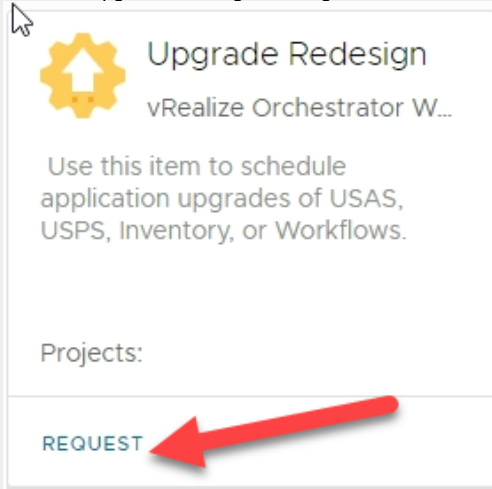 Upgrade Redesign
vRealize Orchestrator W...
Use this item to schedule
application upgrades of USAS,
USPS, Inventory, or Workflows.
Projects:
REQUEST